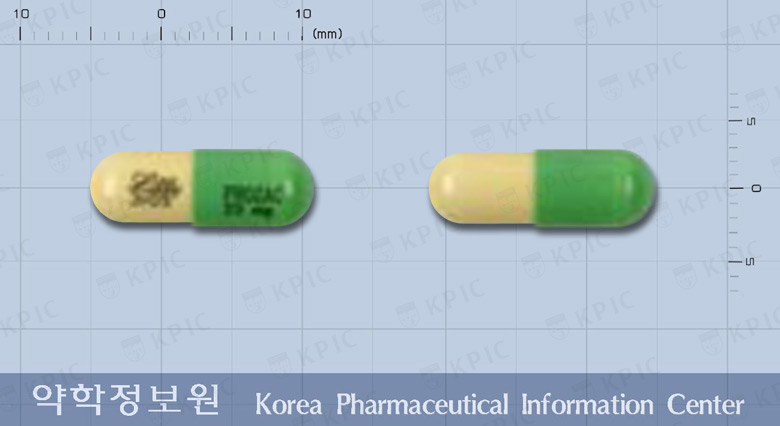 10 0 10
(mm)
KPIC
PROZAC
20 mg
5
0
5
약학정보원 Korea Pharmaceutical Information Center